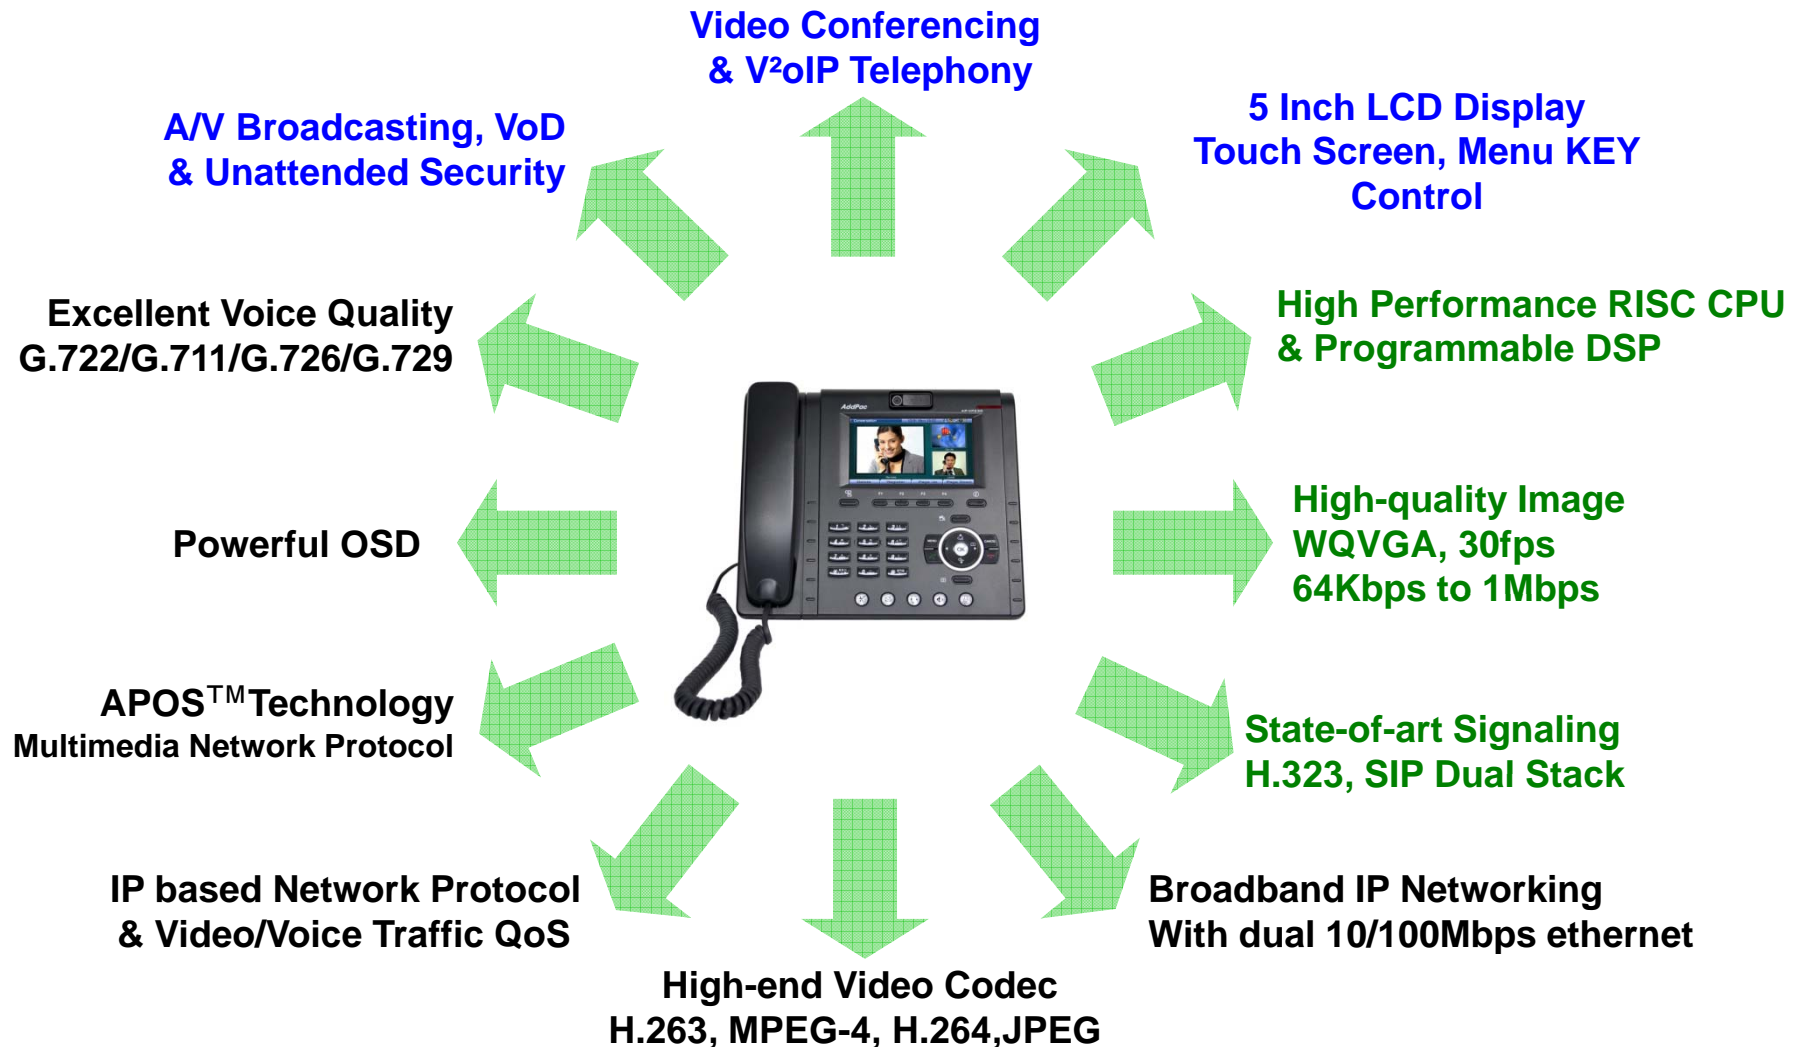 Video Conferencing
& V²oIP Telephony
A/V Broadcasting, VoD
& Unattended Security
5 Inch LCD Display
Touch Screen, Menu KEY
Control
Excellent Voice Quality
G.722/G.711/G.726/G.729
High Performance RISC CPU
& Programmable DSP
AddPac
Powerful OSD
High-quality Image
WQVGA, 30fps
64Kbps to 1Mbps
OK
APOS™Technology
Multimedia Network Protocol
State-of-art Signaling
H.323, SIP Dual Stack
IP based Network Protocol
& Video/Voice Traffic QoS
Broadband IP Networking
With dual 10/100Mbps ethernet
High-end Video Codec
H.263, MPEG-4, H.264,JPEG